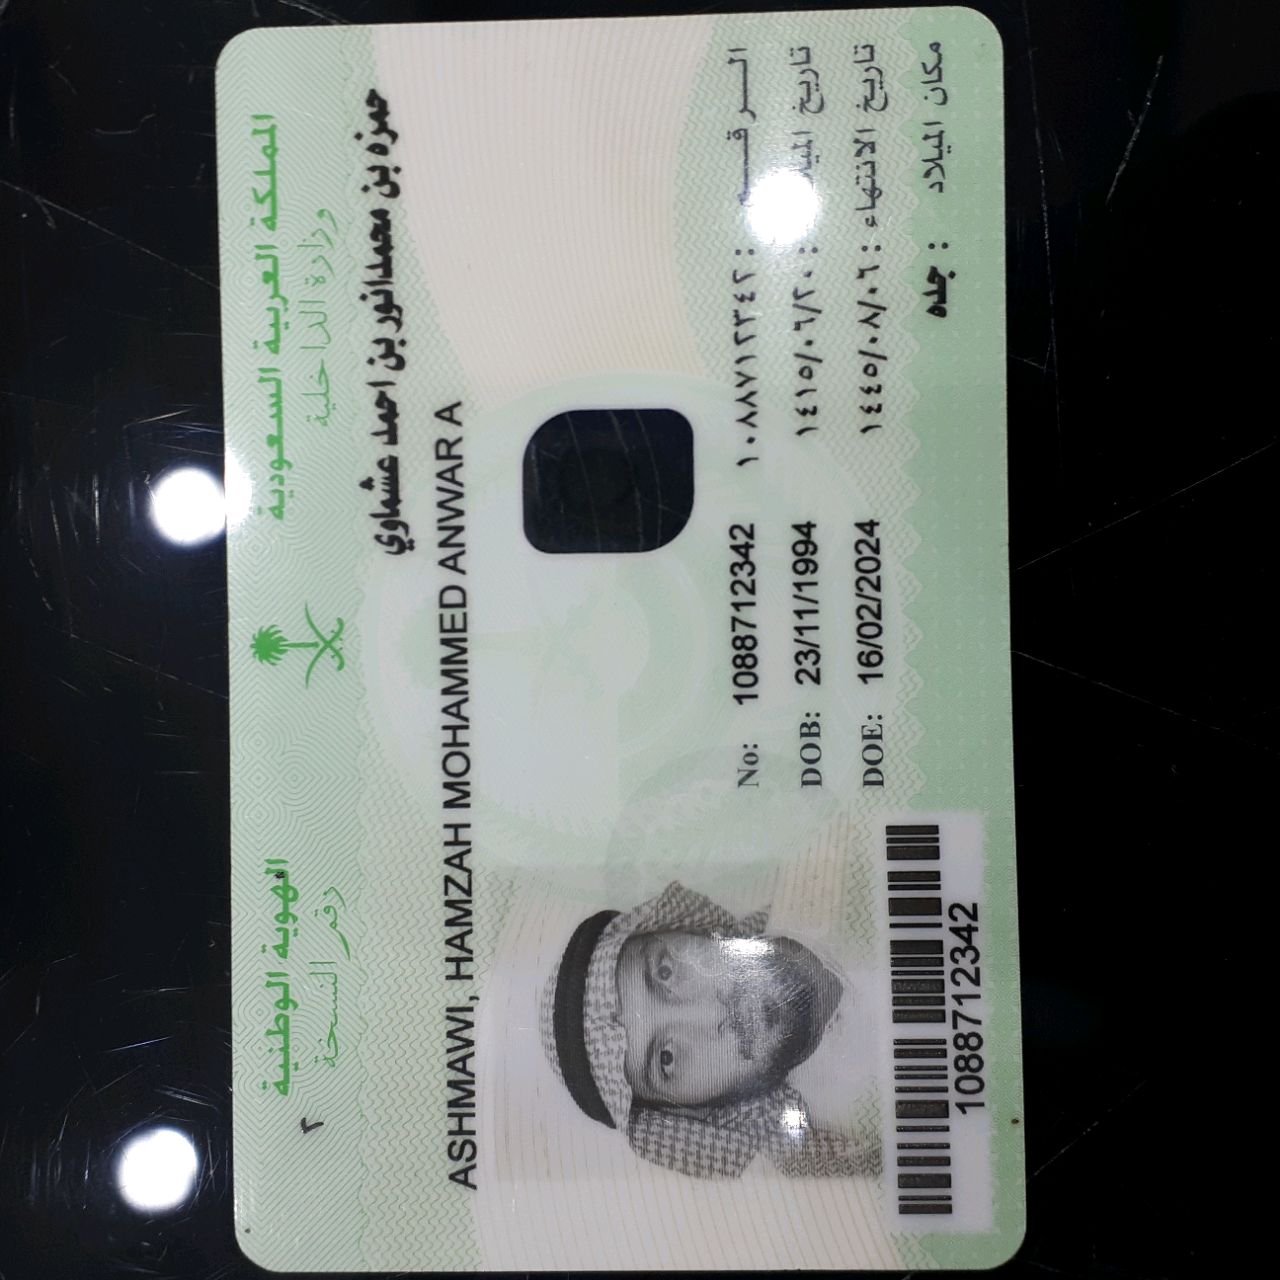 المملكة العربية السعودية
وزارة الداخلية
الهوية الوطنية
رقم النسخة
٢
حمزه بن محمدانور بن احمد عشماوي
ASHMAWI, HAMZAH MOHAMMED ANWAR A
الرقم : ١٠٨٨٧١٢٣٤٢
No: 1088712342
تاريخ : ١٤١٥/٠٦/٢٠
DOB: 23/11/1994
تاريخ الانتهاء : ١٤٤٥/٠٨/٠٦
DOE: 16/02/2024
مكان الميلاد : جده
1088712342